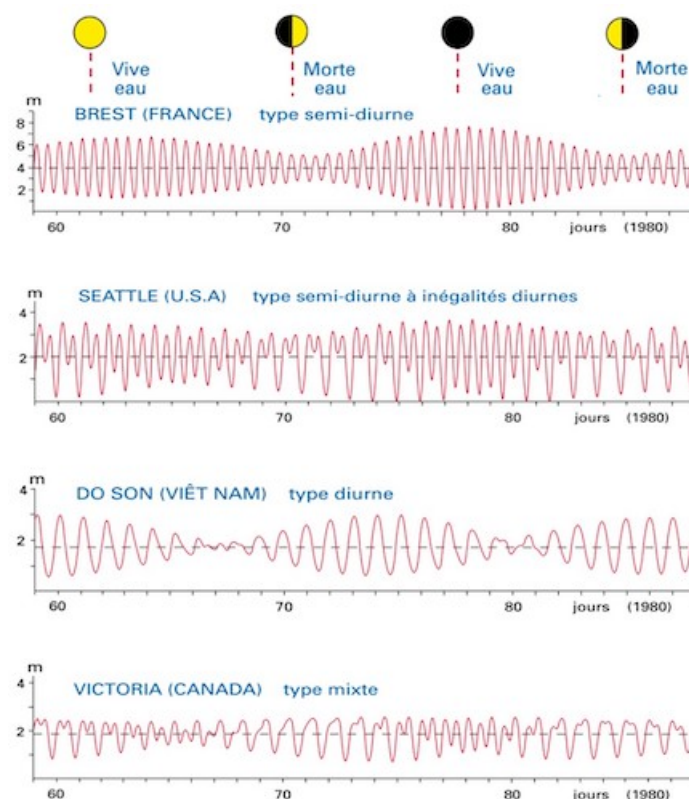 Vive
eau
Morte
eau
Vive
eau
Morte
eau
m
BREST (FRANCE) type semi-diurne
8
6
4
2
60 70 80 jours (1980)
m
SEATTLE (U.S.A) type semi-diurne à inégalités diurnes
4
2
60 70 80 jours (1980)
m
DO SON (VIÊT NAM) type diurne
4
2
60 70 80 jours (1980)
m
VICTORIA (CANADA) type mixte
4
2
60 70 80 jours (1980)